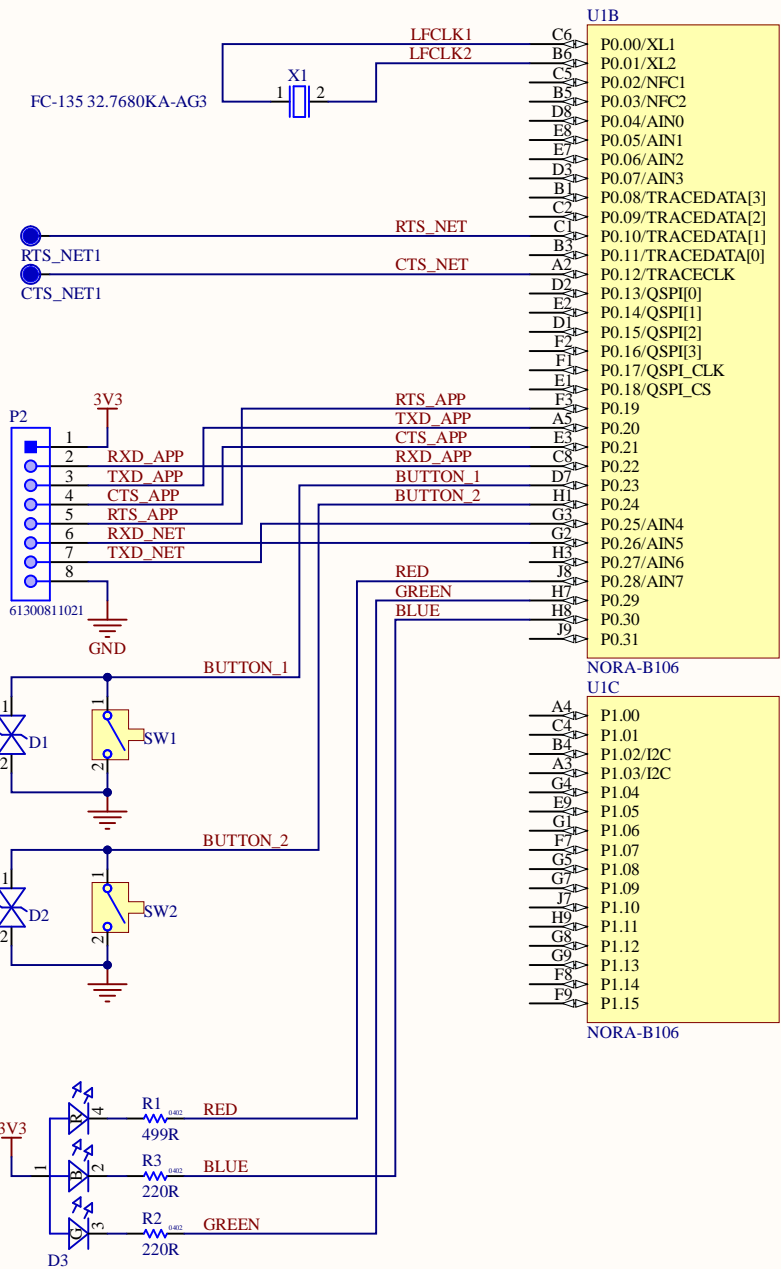 U1B
LFCLK1
C6
P0.00/XL1
LFCLK2
B6
P0.01/XL2
X1
1
2
FC-135 32.7680KA-AG3
C5
P0.02/NFC1
B5
P0.03/NFC2
D8
P0.04/AIN0
E8
P0.05/AIN1
E7
P0.06/AIN2
D3
P0.07/AIN3
B1
P0.08/TRACEDATA[3]
C2
P0.09/TRACEDATA[2]
RTS_NET
C1
P0.10/TRACEDATA[1]
RTS_NET1
B3
P0.11/TRACEDATA[0]
CTS_NET
A2
P0.12/TRACECLK
CTS_NET1
D2
P0.13/QSPI[0]
E2
P0.14/QSPI[1]
D1
P0.15/QSPI[2]
F2
P0.16/QSPI[3]
F1
P0.17/QSPI_CLK
E1
P0.18/QSPI_CS
RTS_APP
F3
P0.19
TXD_APP
A5
P0.20
CTS_APP
E3
P0.21
RXD_APP
C8
P0.22
BUTTON_1
D7
P0.23
BUTTON_2
H1
P0.24
G3
P0.25/AIN4
G2
P0.26/AIN5
H3
P0.27/AIN6
RED
J8
P0.28/AIN7
GREEN
H7
P0.29
BLUE
H8
P0.30
J9
P0.31
NORA-B106
3V3
P2
1
2
RXD_APP
3
TXD_APP
4
CTS_APP
5
RTS_APP
6
RXD_NET
7
TXD_NET
8
61300811021
GND
BUTTON_1
1
1
D1
SW1
2
2
BUTTON_2
1
1
D2
SW2
2
2
U1C
A4
P1.00
C4
P1.01
B4
P1.02/I2C
A3
P1.03/I2C
G4
P1.04
E9
P1.05
G1
P1.06
F7
P1.07
G5
P1.08
G7
P1.09
J7
P1.10
H9
P1.11
G8
P1.12
G9
P1.13
F8
P1.14
F9
P1.15
NORA-B106
3V3
1
R
4
R1
0402
499R
RED
B
2
R3
0402
220R
BLUE
G
3
R2
0402
220R
GREEN
D3